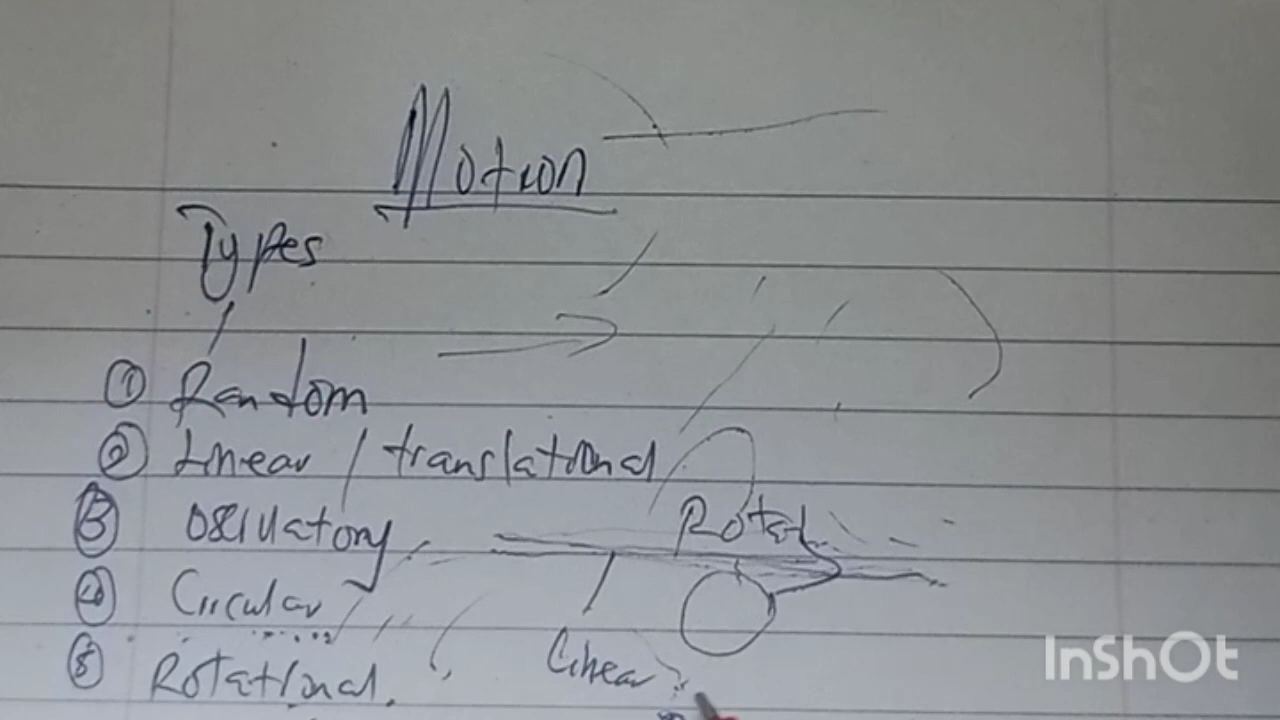 Motion
Types
① Random
② Linear / translational
③ Oscillatory
④ Circular
⑤ Rotational.
Rotat
Linear
InShOt